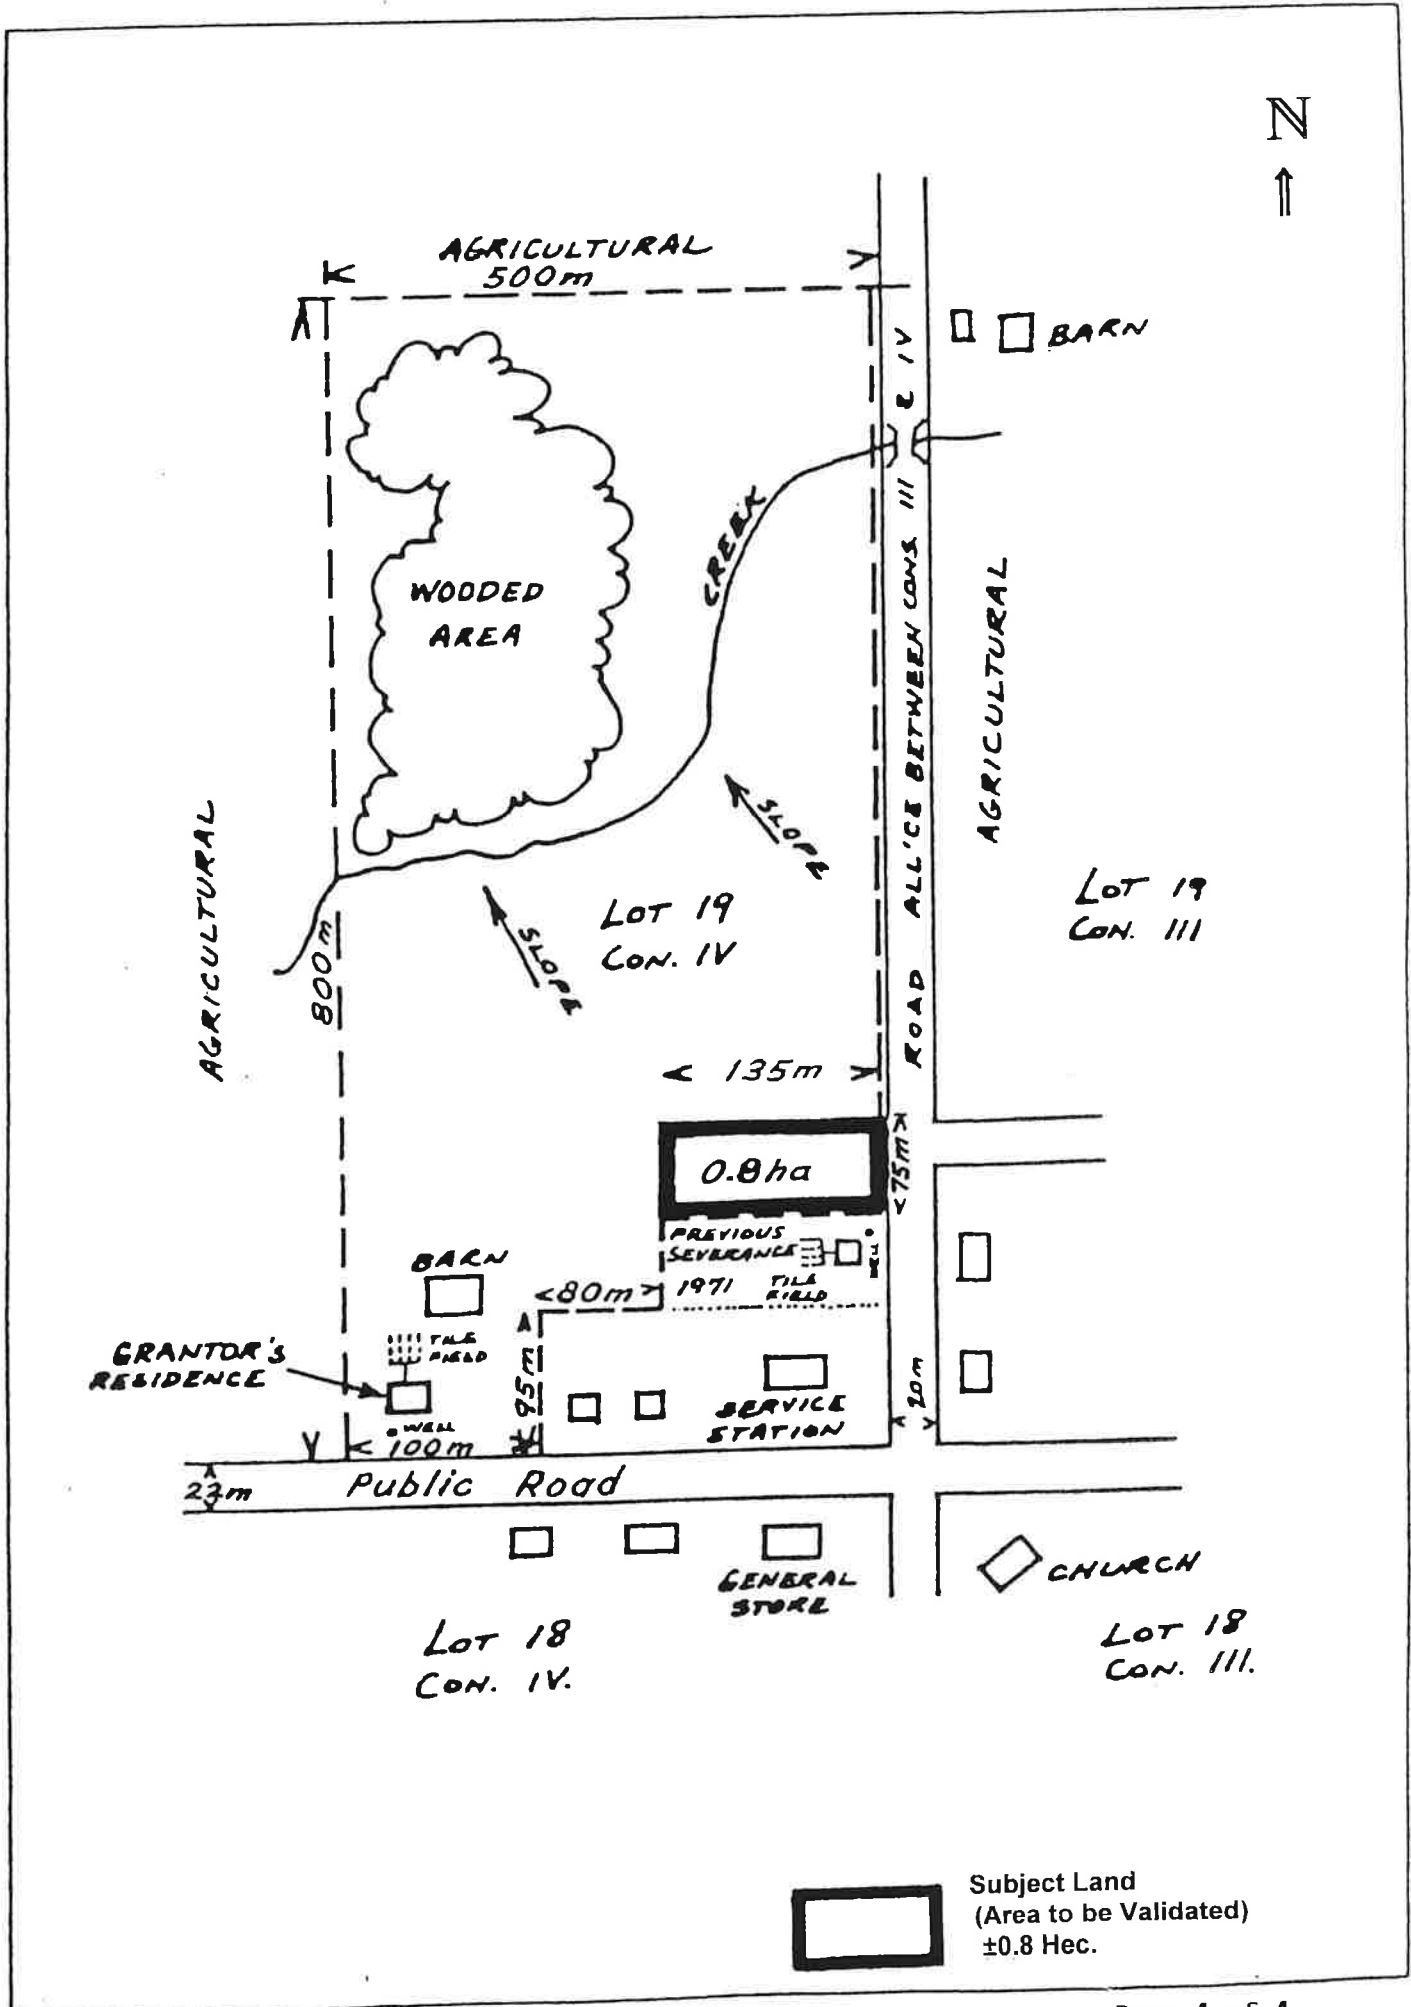 N
AGRICULTURAL
500m
BARN
ROAD ALL'CE BETWEEN CONS III & IV
CREEK
WOODED
AREA
AGRICULTURAL
AGRICULTURAL
SLOPE
LOT 19
CON. III
LOT 19
CON. IV
SLOPE
800m
135m
75m
0.8ha
PREVIOUS
SEVERANCE
1971
TILE
FIELD
WELL
BARN
80m
TILE
FIELD
GRANTOR'S
RESIDENCE
95m
20m
SERVICE
STATION
WELL
100m
Public Road
GENERAL
STORE
CHURCH
LOT 18
CON. IV.
LOT 18
CON. III.
Subject Land
(Area to be Validated)
±0.8 Hec.